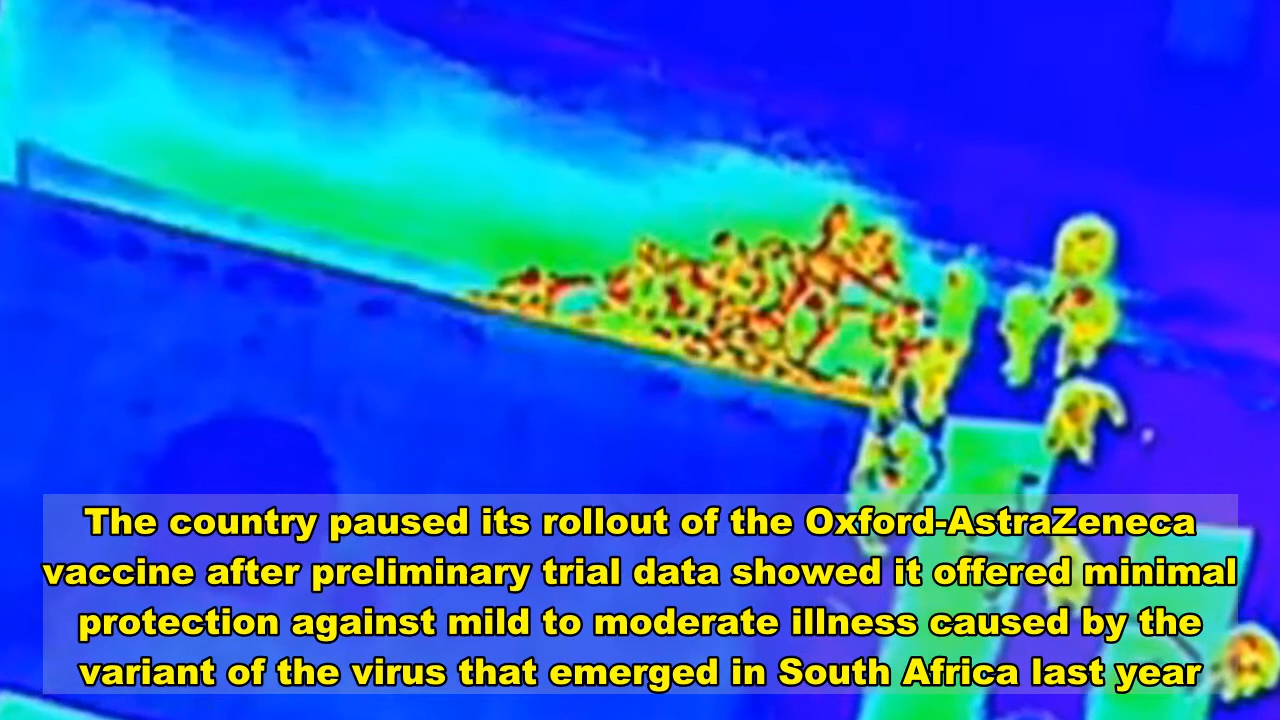 The country paused its rollout of the Oxford-AstraZeneca
vaccine after preliminary trial data showed it offered minimal
protection against mild to moderate illness caused by the
variant of the virus that emerged in South Africa last year